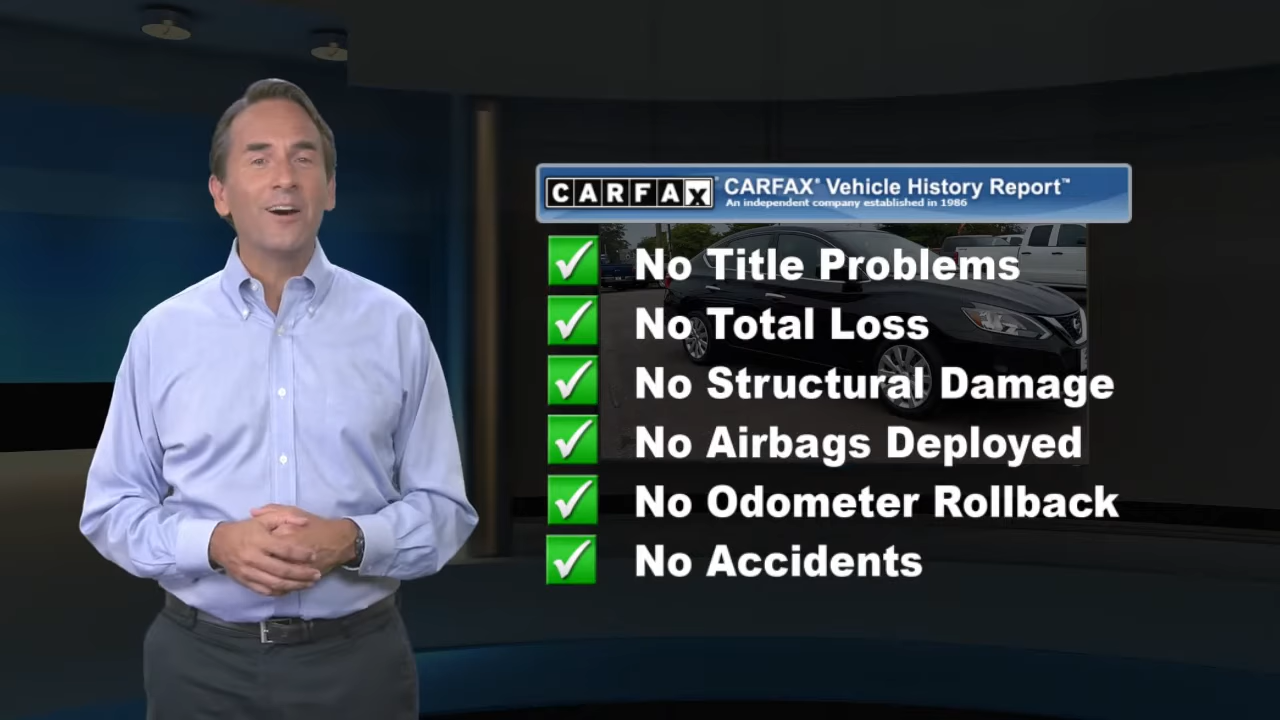 CARFAX® CARFAX® Vehicle History Report™
An independent company established in 1986
No Title Problems
No Total Loss
No Structural Damage
No Airbags Deployed
No Odometer Rollback
No Accidents